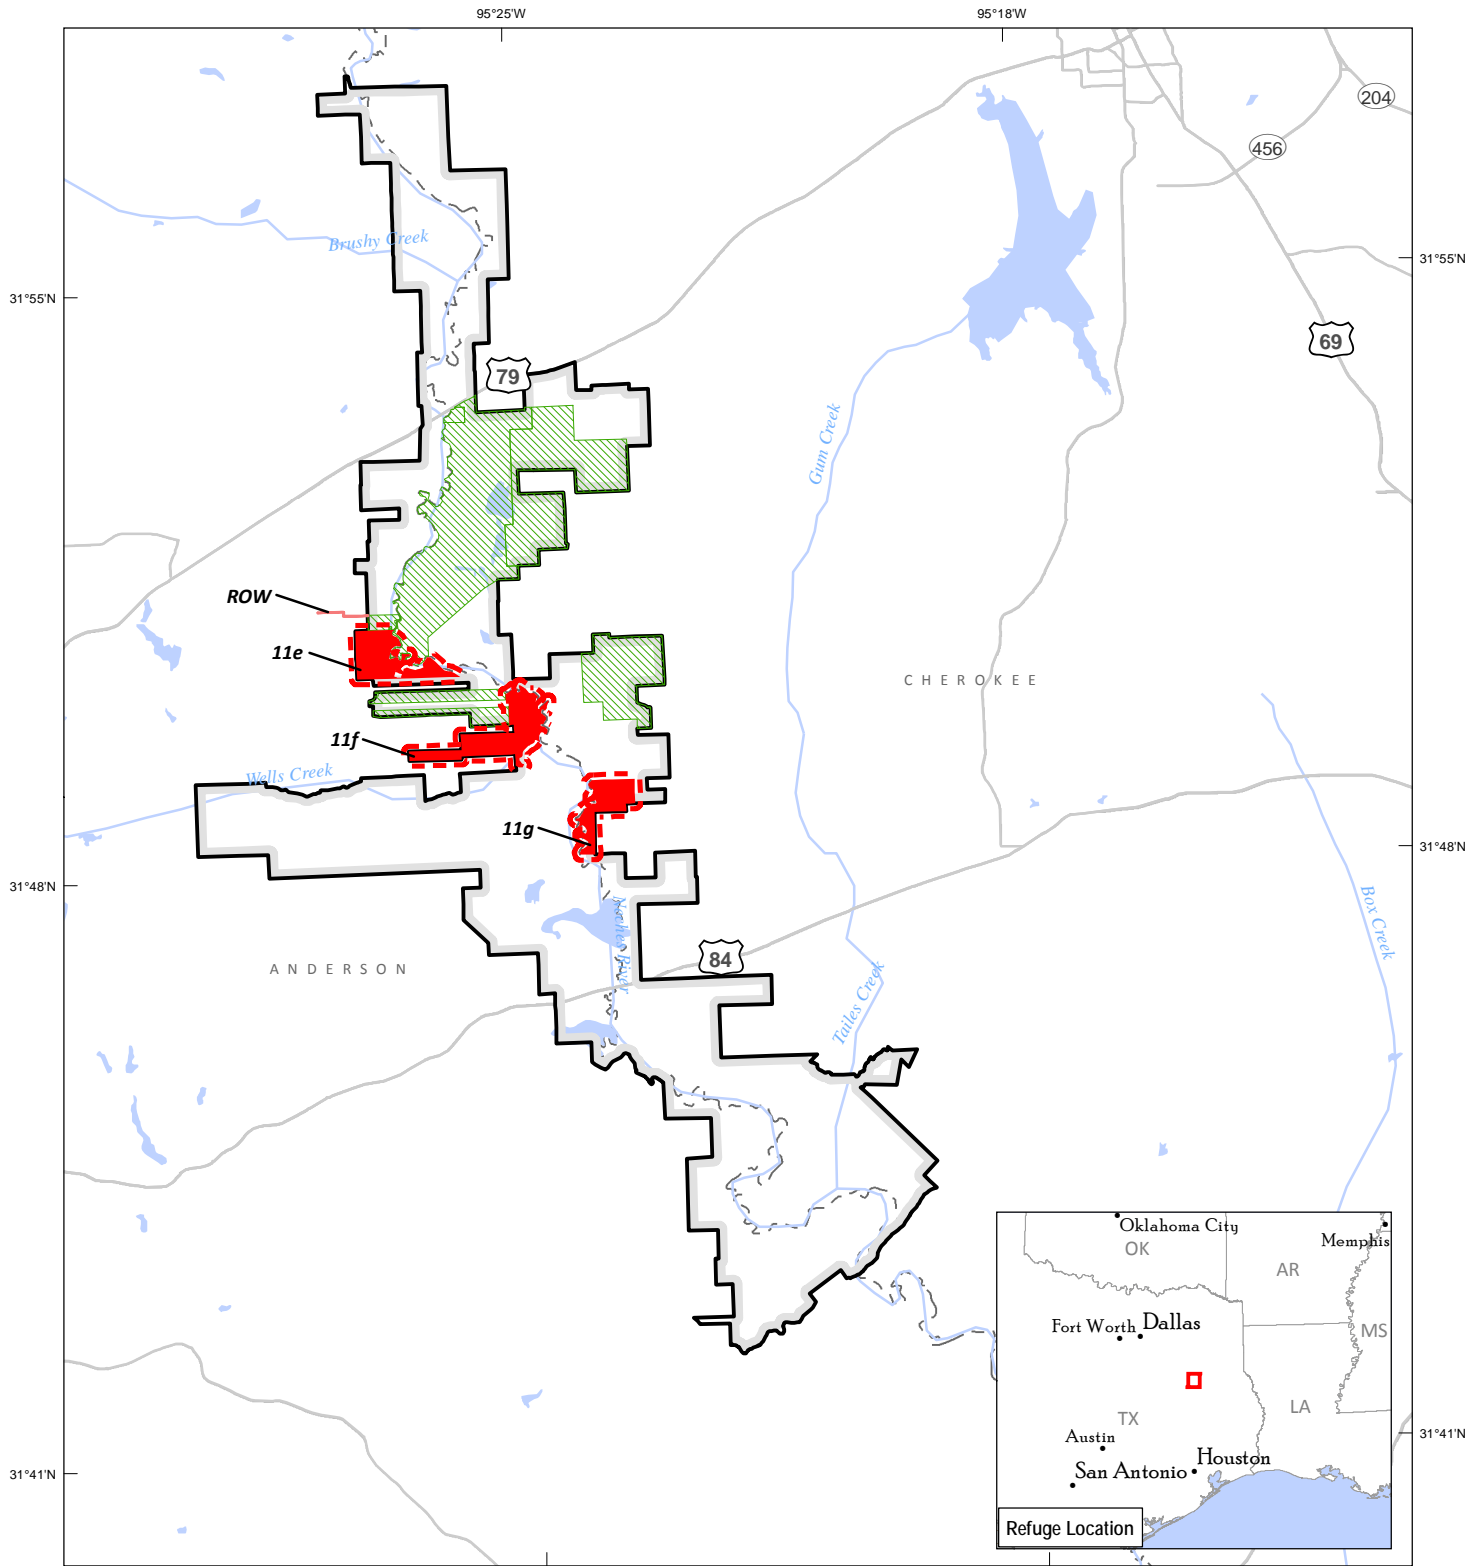 95°25'W
95°18'W
204
456
Brushy Creek
31°55'N
31°55'N
69
79
Gum Creek
ROW
11e
CHEROKEE
11f
Wells Creek
11g
31°48'N
31°48'N
Box Creek
Neches River
84
ANDERSON
Tailes Creek
Oklahoma City
OK
Memphis
AR
Fort Worth
Dallas
MS
TX
LA
Austin
31°41'N
Houston
San Antonio
31°41'N
Refuge Location